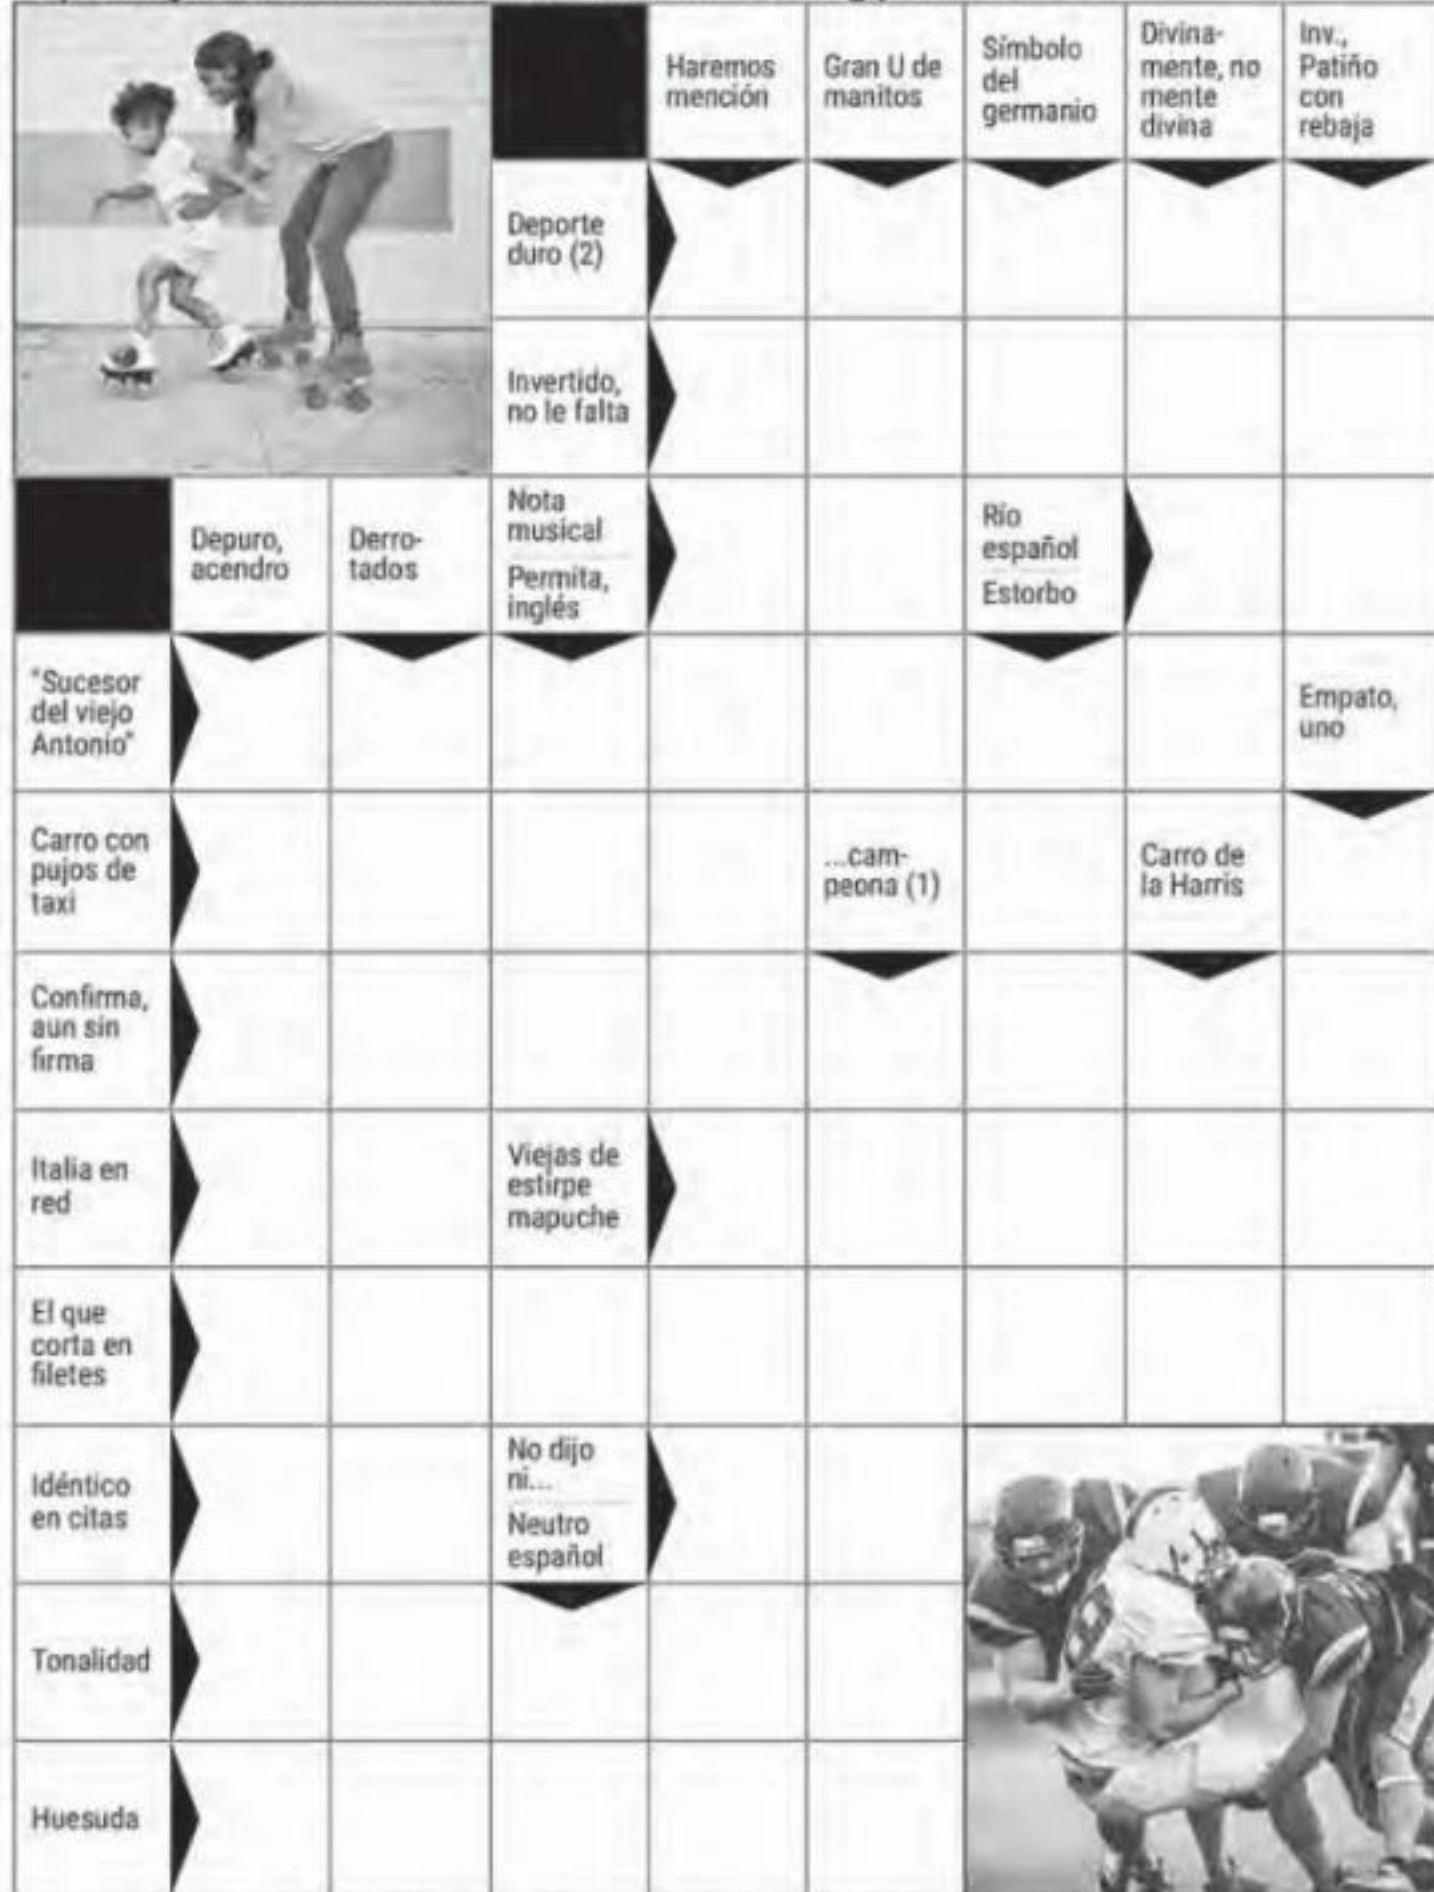 Haremos
mención
Gran U de
manitos
Símbolo
del
germanio
Divina-
mente, no
mente
divina
Inv.,
Patiño
con
rebaja
Deporte
duro (2)
Invertido,
no le falta
Depuro,
acendro
Derro-
tados
Nota
musical
Permita,
inglés
Río
español
Estorbo
"Sucesor
del viejo
Antonio"
Empato,
uno
Carro con
pujos de
taxi
...cam-
peona (1)
Carro de
la Harris
Confirma,
aun sin
firma
Italia en
red
Viejas de
estirpe
mapuche
El que
corta en
filetes
Idéntico
en citas
No dijo
ni...
Neutro
español
Tonalidad
Huesuda